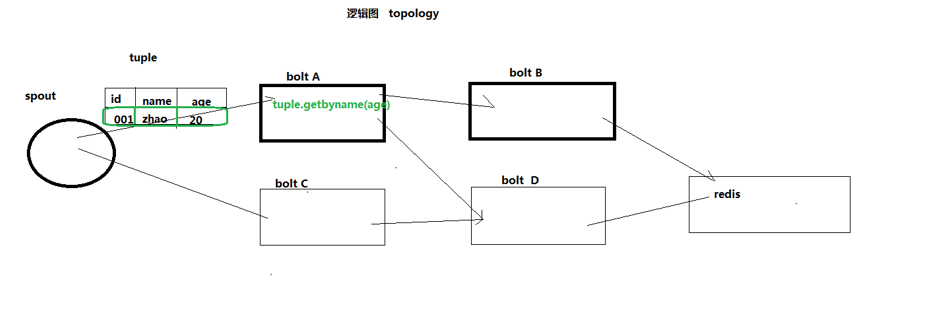 逻辑图 topology
tuple
spout
id name age
001 zhao 20
bolt A
tuple.getbyname(age)
bolt B
bolt C
bolt D
redis